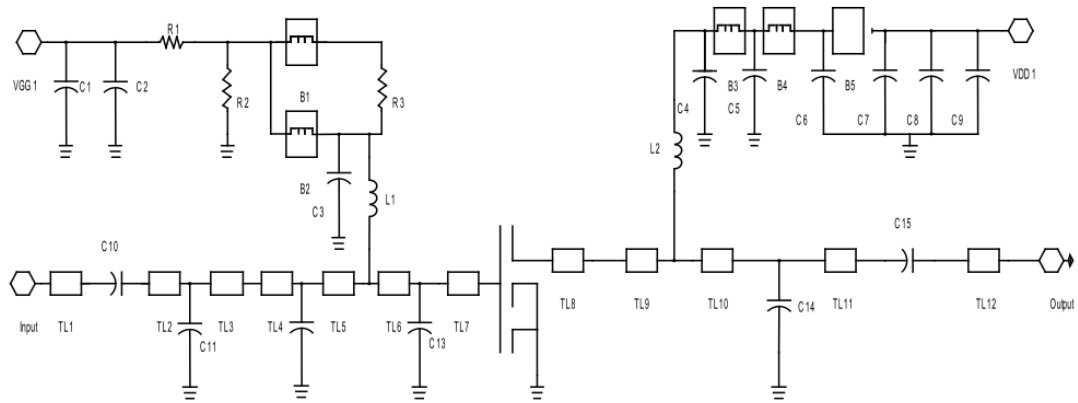 R1
VGG 1
C1
C2
R2
B1
R3
B2
C3
L1
C4
B3
C5
B4
C6
B5
C7
C8
C9
VDD 1
L2
C10
C15
Input
TL1
TL2
C11
TL3
TL4
TL5
TL6
C13
TL7
TL8
TL9
TL10
C14
TL11
TL12
Output